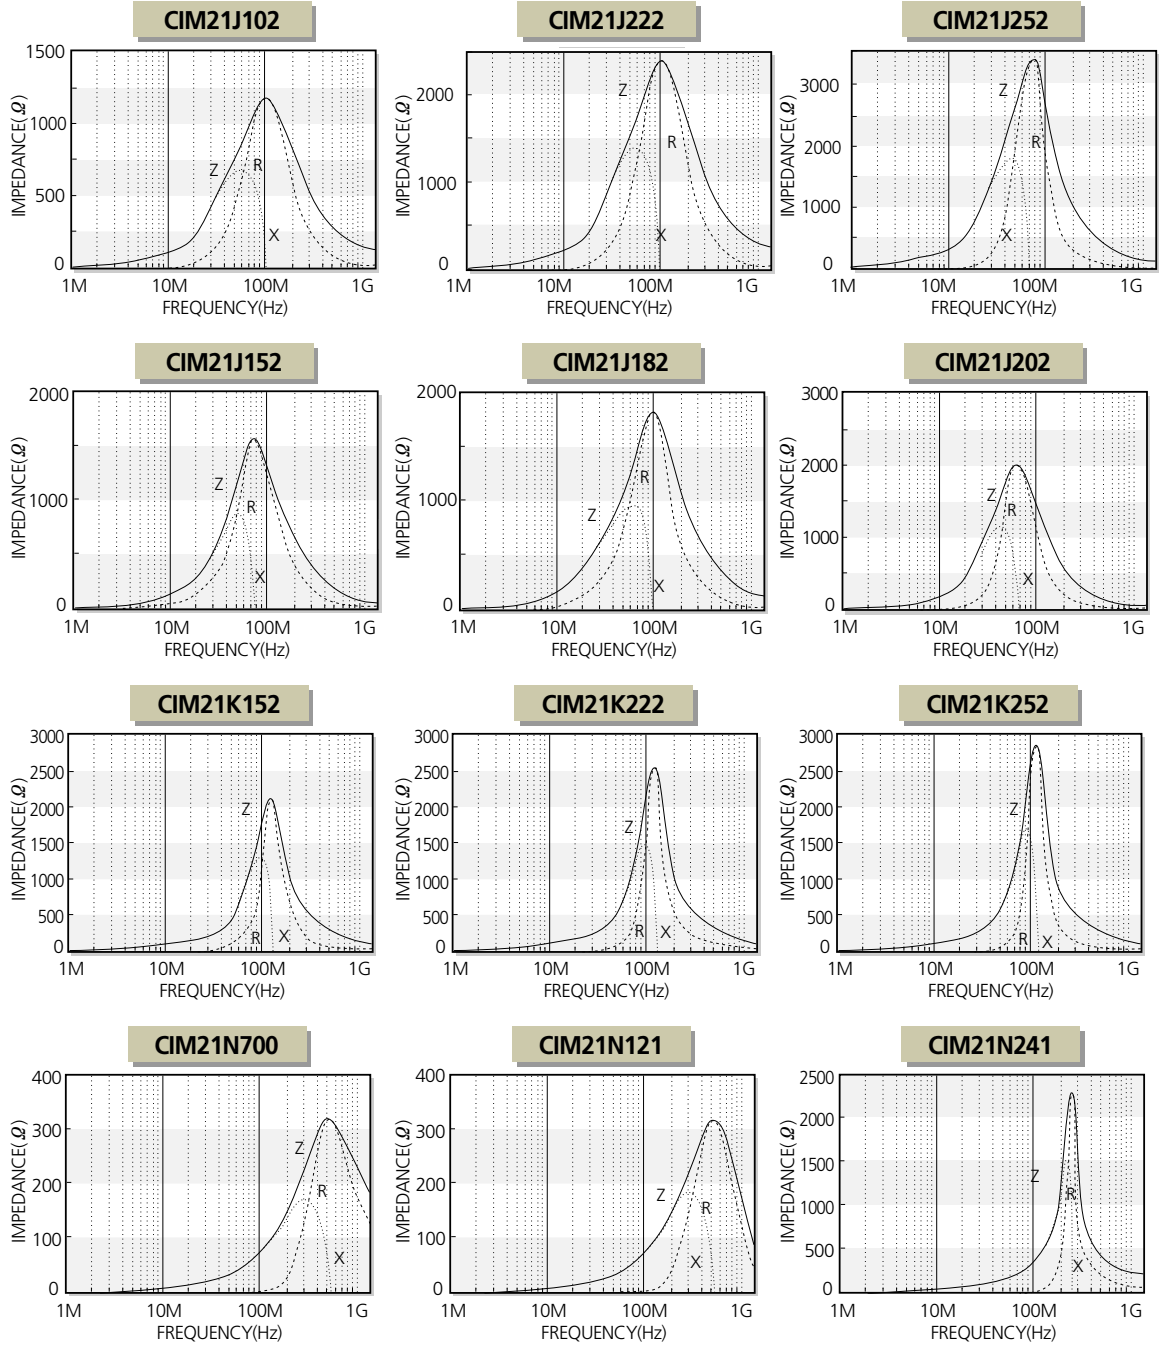 CIM21J102
CIM21J222
CIM21J252
1500
1000
500
0
IMPEDANCE(Ω)
Z
R
X
1M 10M 100M 1G
FREQUENCY(Hz)
2000
1000
0
IMPEDANCE(Ω)
Z
R
X
1M 10M 100M 1G
FREQUENCY(Hz)
3000
2000
1000
0
IMPEDANCE(Ω)
Z
R
X
1M 10M 100M 1G
FREQUENCY(Hz)
CIM21J152
CIM21J182
CIM21J202
2000
1000
0
IMPEDANCE(Ω)
Z
R
X
1M 10M 100M 1G
FREQUENCY(Hz)
2000
1000
0
IMPEDANCE(Ω)
Z
R
X
1M 10M 100M 1G
FREQUENCY(Hz)
3000
2000
1000
0
IMPEDANCE(Ω)
Z
R
X
1M 10M 100M 1G
FREQUENCY(Hz)
CIM21K152
CIM21K222
CIM21K252
3000
2500
2000
1500
1000
500
0
IMPEDANCE(Ω)
Z
R
X
1M 10M 100M 1G
FREQUENCY(Hz)
3000
2500
2000
1500
1000
500
0
IMPEDANCE(Ω)
Z
R
X
1M 10M 100M 1G
FREQUENCY(Hz)
3000
2500
2000
1500
1000
500
0
IMPEDANCE(Ω)
Z
R
X
1M 10M 100M 1G
FREQUENCY(Hz)
CIM21N700
CIM21N121
CIM21N241
400
300
200
100
0
IMPEDANCE(Ω)
Z
R
X
1M 10M 100M 1G
FREQUENCY(Hz)
400
300
200
100
0
IMPEDANCE(Ω)
Z
R
X
1M 10M 100M 1G
FREQUENCY(Hz)
2500
2000
1500
1000
500
0
IMPEDANCE(Ω)
Z
R
X
1M 10M 100M 1G
FREQUENCY(Hz)